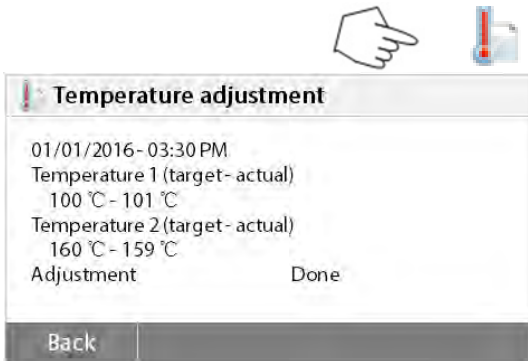 Temperature adjustment
01/01/2016 - 03:30 PM
Temperature 1 (target - actual)
100 °C - 101 °C
Temperature 2 (target - actual)
160 °C - 159 °C
Adjustment Done
Back